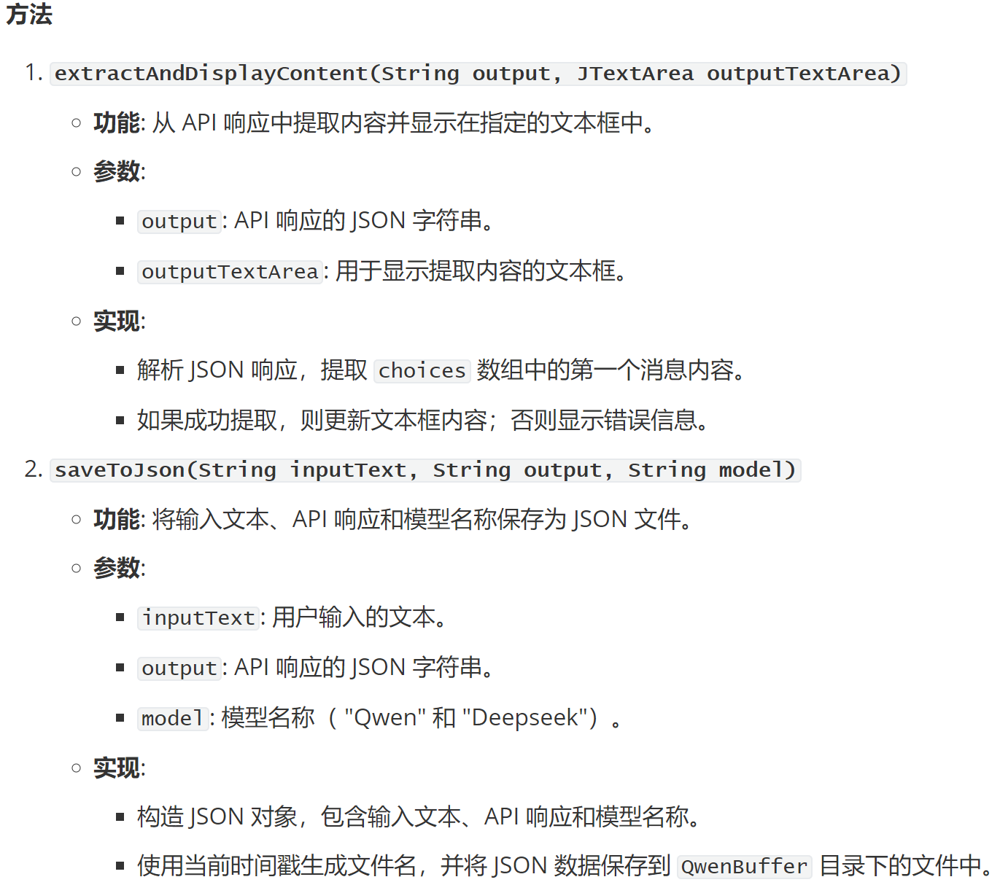 方法
1. extractAndDisplayContent(String output, JTextArea outputTextArea)
功能: 从 API 响应中提取内容并显示在指定的文本框中。
参数:
output: API 响应的 JSON 字符串。
outputTextArea: 用于显示提取内容的文本框。
实现:
解析 JSON 响应，提取 choices 数组中的第一个消息内容。
如果成功提取，则更新文本框内容；否则显示错误信息。
2. saveToJson(String inputText, String output, String model)
功能: 将输入文本、API 响应和模型名称保存为 JSON 文件。
参数:
inputText: 用户输入的文本。
output: API 响应的 JSON 字符串。
model: 模型名称（ "Qwen" 和 "Deepseek"）。
实现:
构造 JSON 对象，包含输入文本、API 响应和模型名称。
使用当前时间戳生成文件名，并将 JSON 数据保存到 QwenBuffer 目录下的文件中。